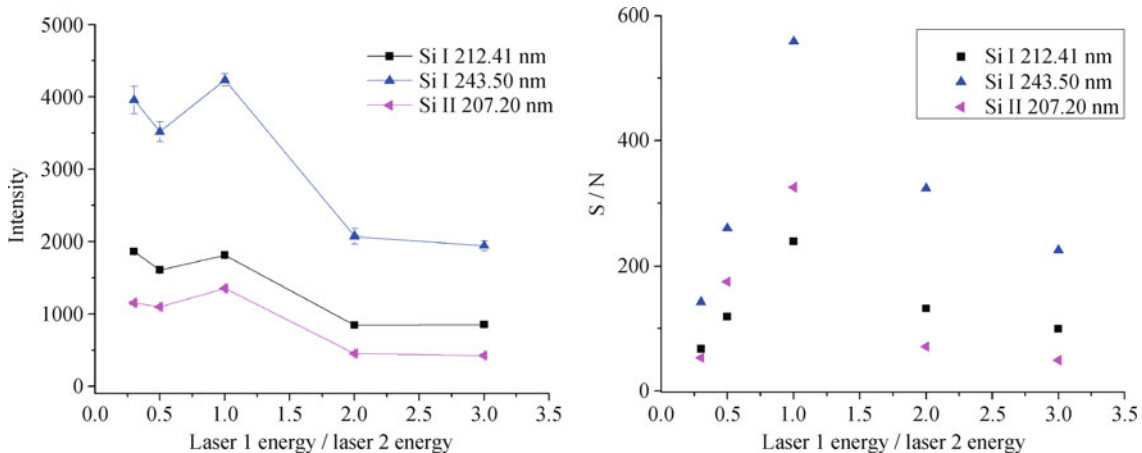 5000
4000
3000
2000
1000
0
Intensity
Si I 212.41 nm
Si I 243.50 nm
Si II 207.20 nm
0.0 0.5 1.0 1.5 2.0 2.5 3.0 3.5
Laser 1 energy / laser 2 energy
600
400
200
0
S / N
Si I 212.41 nm
Si I 243.50 nm
Si II 207.20 nm
0.0 0.5 1.0 1.5 2.0 2.5 3.0 3.5
Laser 1 energy / laser 2 energy